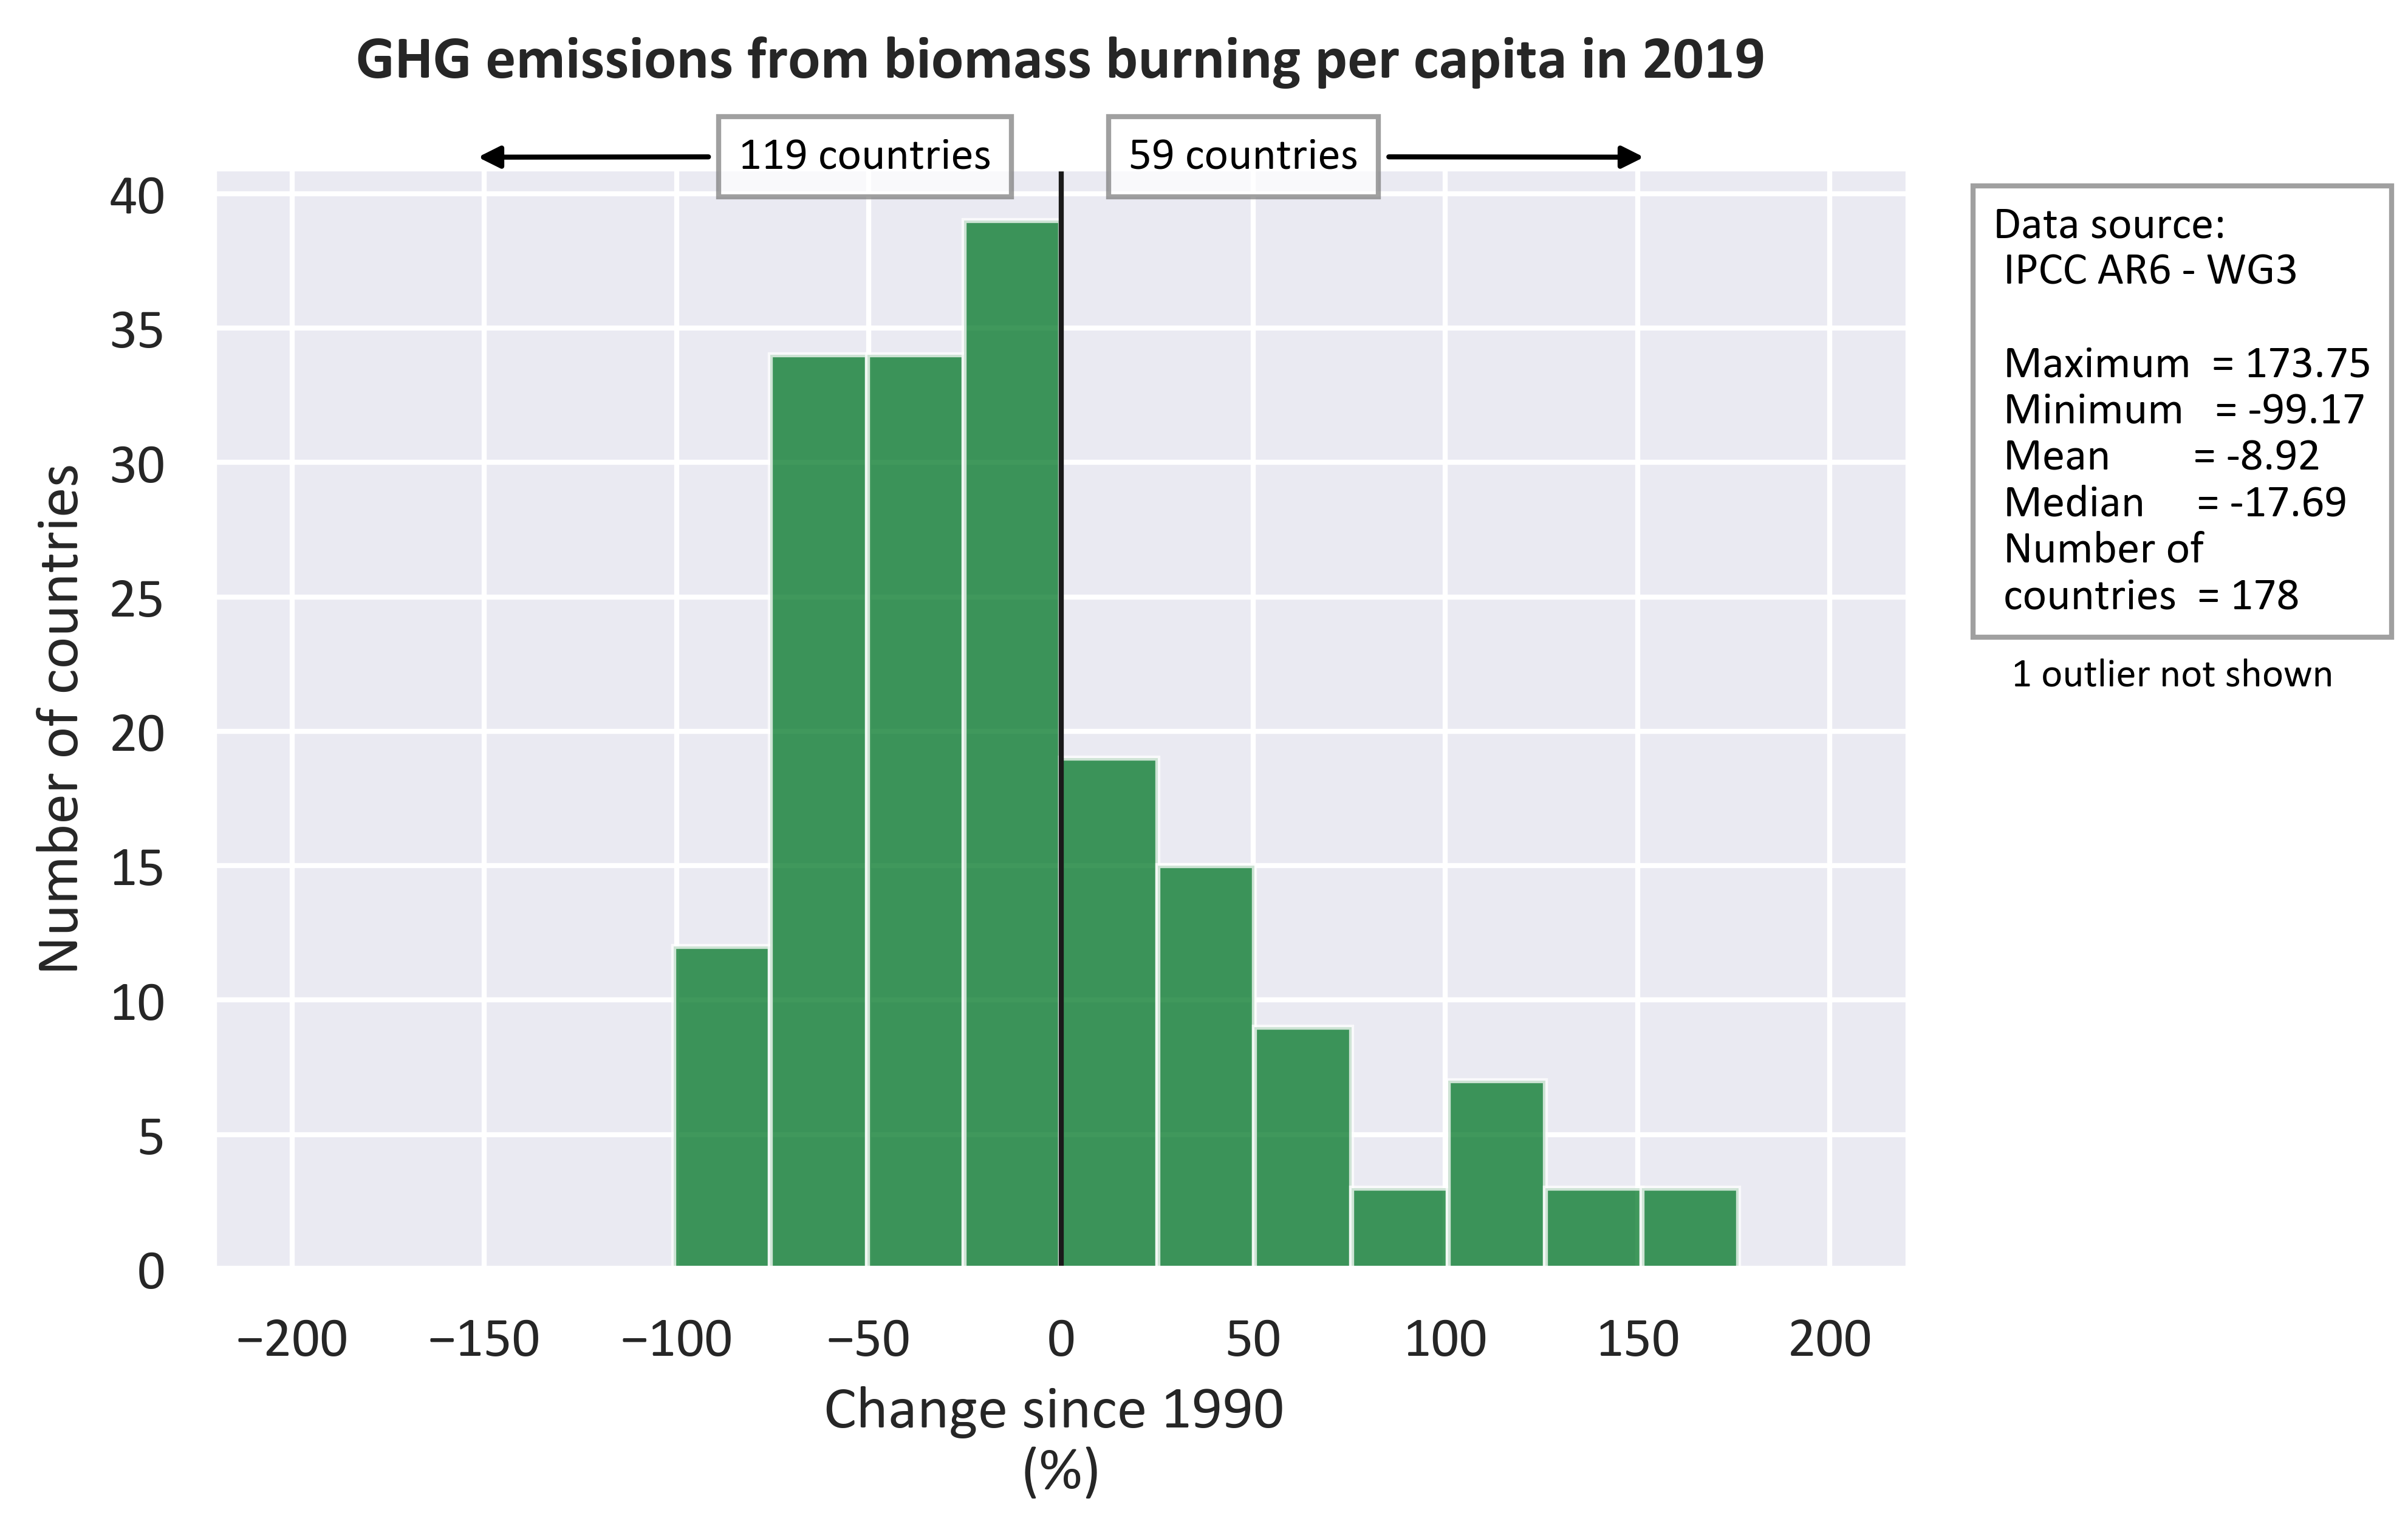 GHG emissions from biomass burning per capita in 2019
119 countries
59 countries
40
35
30
25
20
15
10
5
0
Number of countries
−200
−150
−100
−50
0
50
100
150
200
Change since 1990
(%)
Data source:
IPCC AR6 - WG3
Maximum = 173.75
Minimum = -99.17
Mean = -8.92
Median = -17.69
Number of
countries = 178
1 outlier not shown